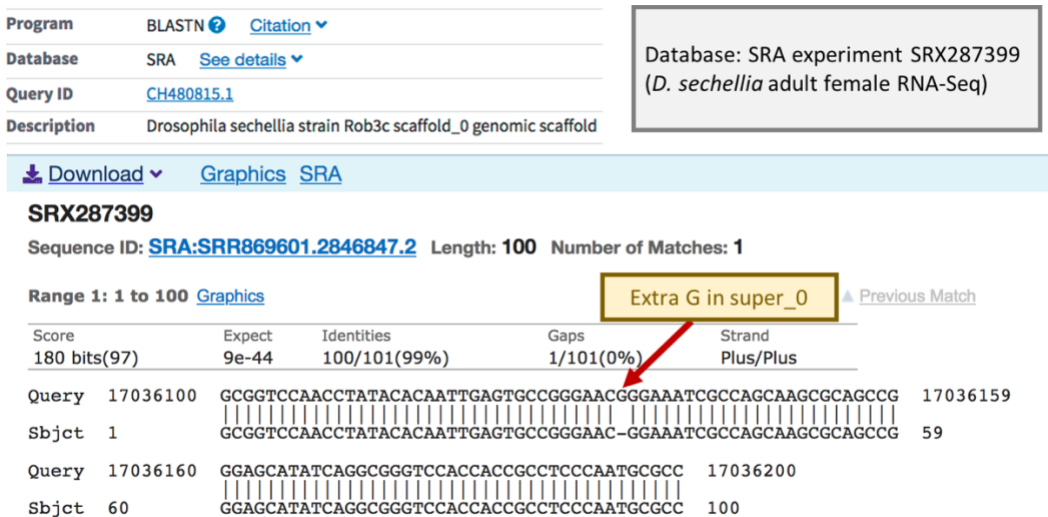 Program BLASTN ? Citation
Database SRA See details
Query ID CH480815.1
Description Drosophila sechellia strain Rob3c scaffold_0 genomic scaffold
Database: SRA experiment SRX287399
(D. sechellia adult female RNA-Seq)
Download Graphics SRA
SRX287399
Sequence ID: SRA:SRR869601.2846847.2 Length: 100 Number of Matches: 1
Range 1: 1 to 100 Graphics
Extra G in super_0
Previous Match
Score Expect Identities Gaps Strand
180 bits(97) 9e-44 100/101(99%) 1/101(0%) Plus/Plus
Query 17036100 GCGGTCCAACCTATACACAATTGAGTGCCGGGAACGGGAAATCGCCAGCAAGCGCAGCCG 17036159
Sbjct 1 GCGGTCCAACCTATACACAATTGAGTGCCGGGAAC-GGAAATCGCCAGCAAGCGCAGCCG 59
Query 17036160 GGAGCATATCAGGCGGGTCCACCACCGCCTCCCAATGCGCC 17036200
Sbjct 60 GGAGCATATCAGGCGGGTCCACCACCGCCTCCCAATGCGCC 100